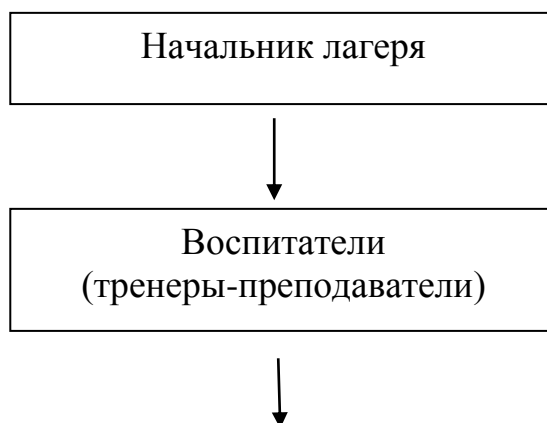 Начальник лагеря
Воспитатели
(тренеры-преподаватели)